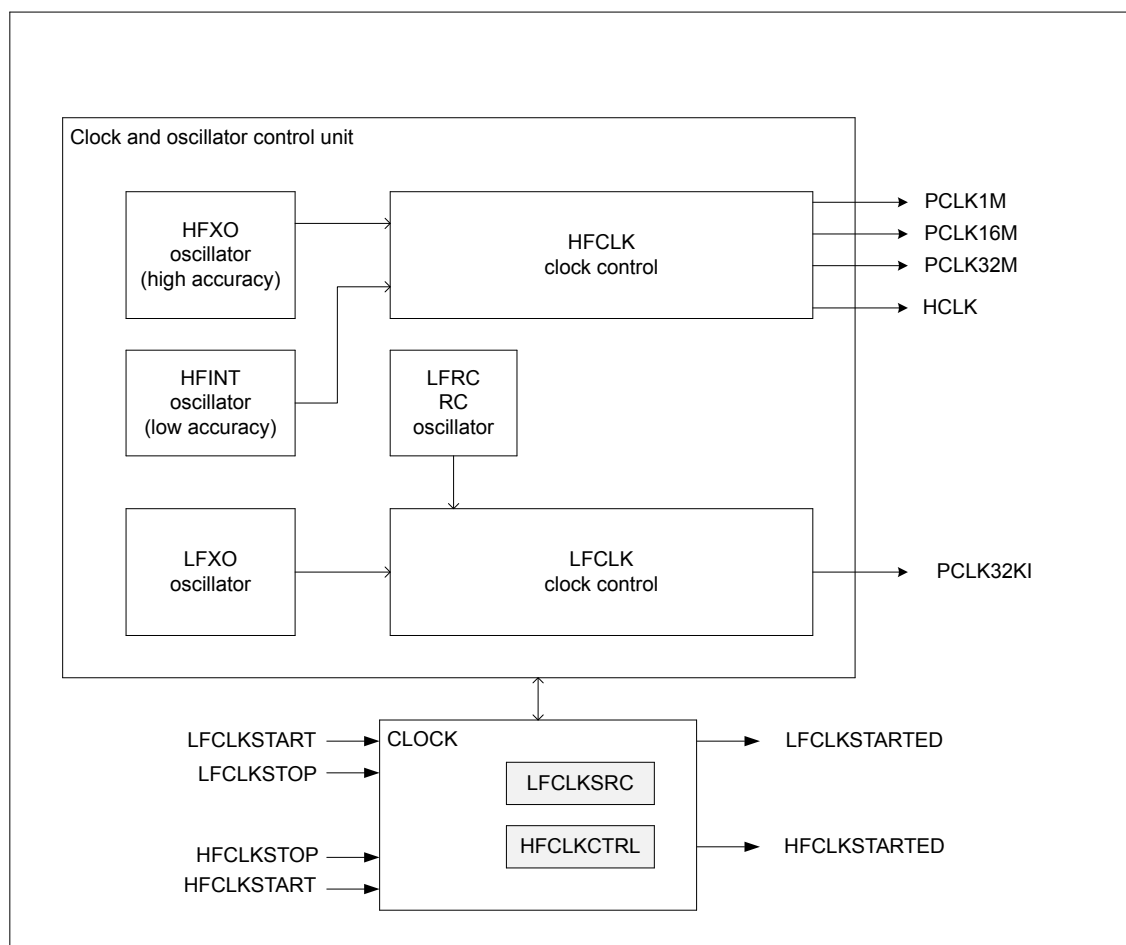 Clock and oscillator control unit
HFXO
oscillator
(high accuracy)
HFCLK
clock control
PCLK1M
PCLK16M
PCLK32M
HCLK
HFINT
oscillator
(low accuracy)
LFRC
RC
oscillator
LFXO
oscillator
LFCLK
clock control
PCLK32KI
CLOCK
LFCLKSTART
LFCLKSTOP
LFCLKSRC
LFCLKSTARTED
HFCLKSTOP
HFCLKSTART
HFCLKCTRL
HFCLKSTARTED